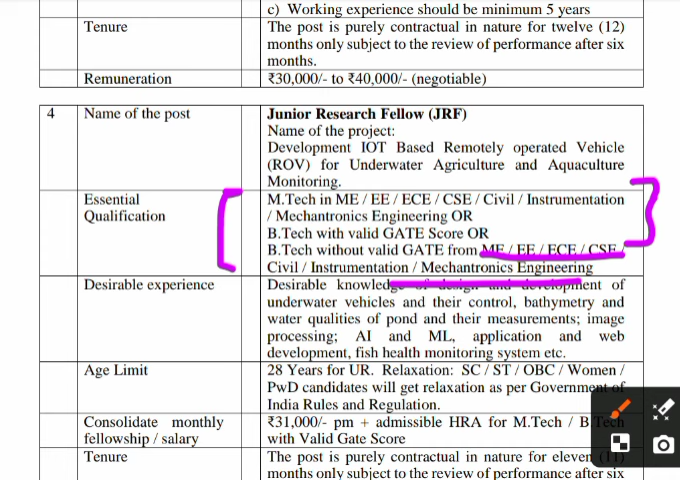 c) Working experience should be minimum 5 years
Tenure The post is purely contractual in nature for twelve (12)
months only subject to the review of performance after six
months.
Remuneration ₹30,000/- to ₹40,000/- (negotiable)
4 Name of the post Junior Research Fellow (JRF)
Name of the project:
Development IOT Based Remotely operated Vehicle
(ROV) for Underwater Agriculture and Aquaculture
Monitoring.
Essential M.Tech in ME / EE / ECE / CSE / Civil / Instrumentation
Qualification / Mechantronics Engineering OR
B.Tech with valid GATE Score OR
B.Tech without valid GATE from ME / EE / ECE / CSE /
Civil / Instrumentation / Mechantronics Engineering
Desirable experience Desirable knowledge of design and development of
underwater vehicles and their control, bathymetry and
water qualities of pond and their measurements; image
processing; AI and ML, application and web
development, fish health monitoring system etc.
Age Limit 28 Years for UR. Relaxation: SC / ST / OBC / Women /
PwD candidates will get relaxation as per Government of
India Rules and Regulation.
Consolidate monthly ₹31,000/- pm + admissible HRA for M.Tech / B.Tech
fellowship / salary with Valid Gate Score
Tenure The post is purely contractual in nature for eleven (11)
months only subject to the review of performance after six